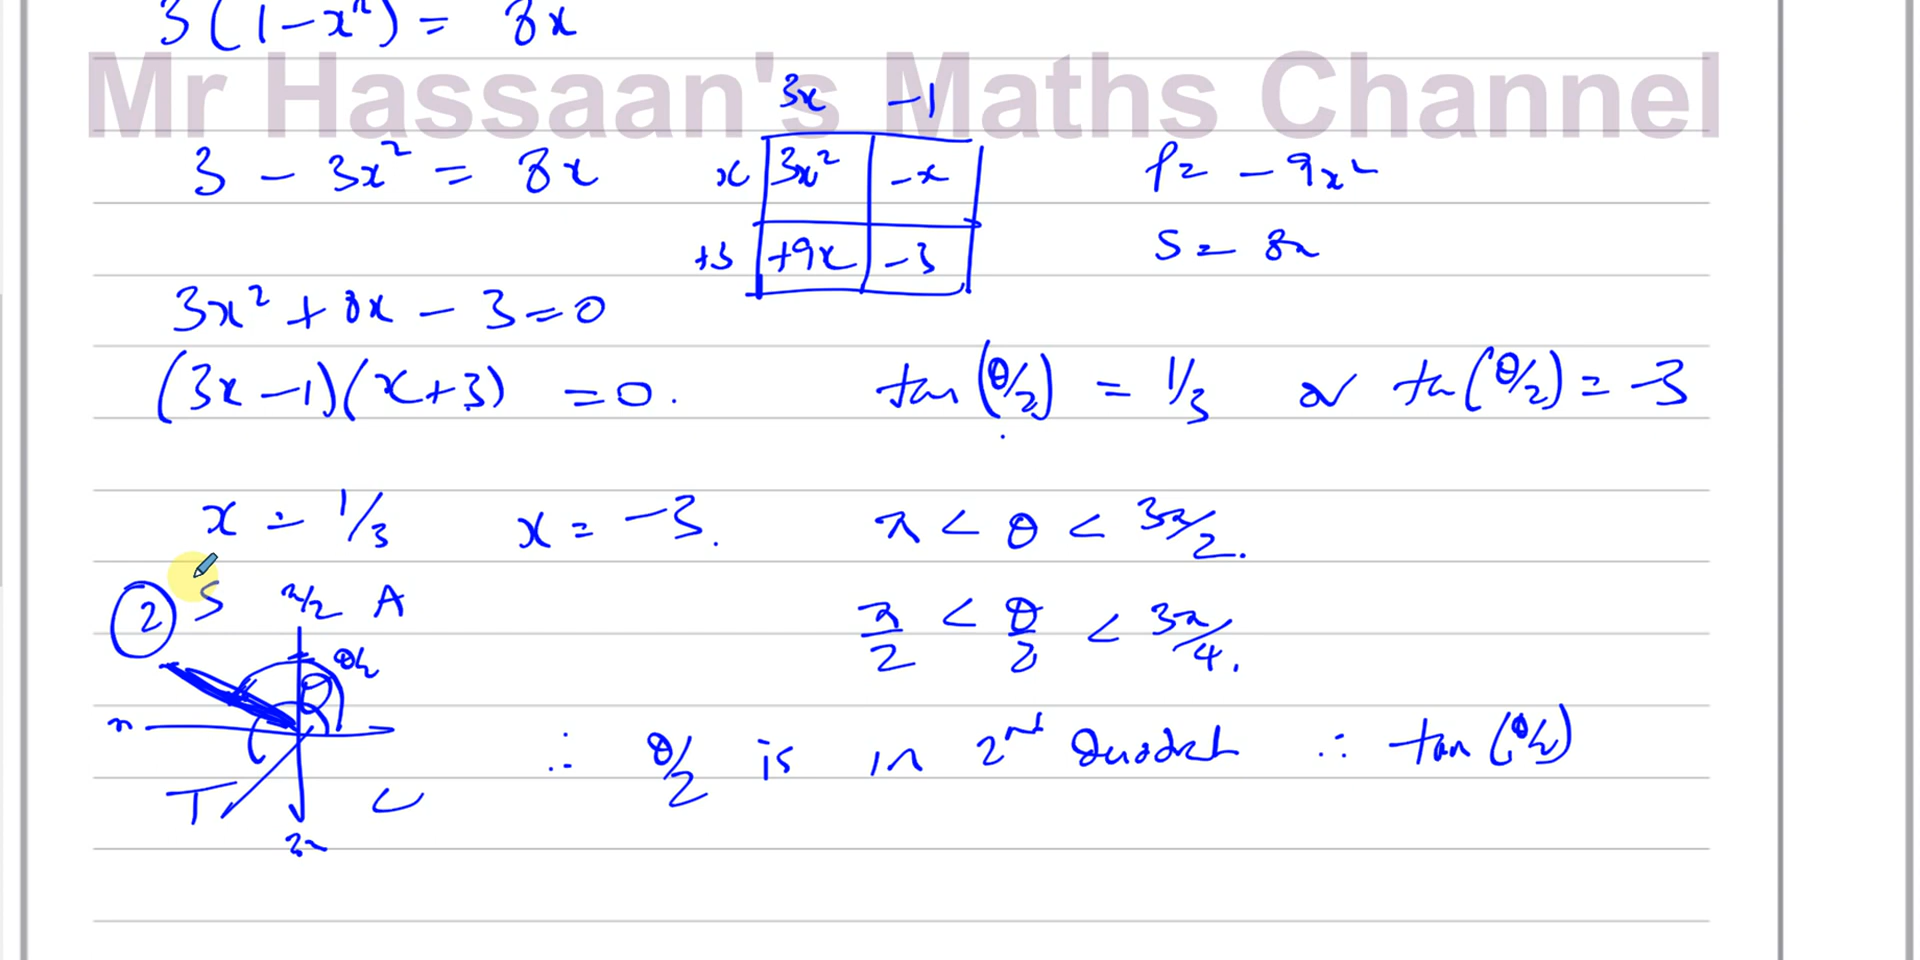 3(1-x²) = 8x
Mr Hassaan's Maths Channel
3x -1
3 - 3x² = 8x
x 3x² -x
P = -9x²
+3 +9x -3
S = 8x
3x² + 8x - 3 = 0
(3x-1)(x+3) = 0.
tan(θ/2) = 1/3 or tan(θ/2) = -3
x = 1/3 x = -3.
π < θ < 3π/2.
2 S π/2 A
π/2 < θ/2 < 3π/4.
θ/2
π
∴ θ/2 is in 2nd Quadrant ∴ tan(θ/2)
T C